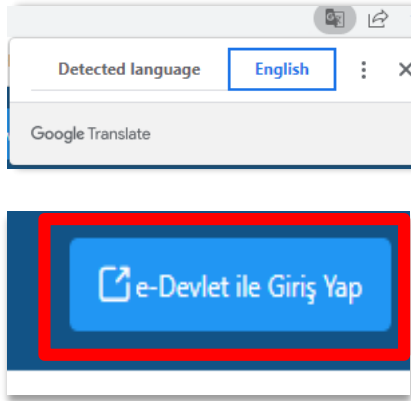 Detected language English
Google Translate
e-Devlet ile Giriş Yap